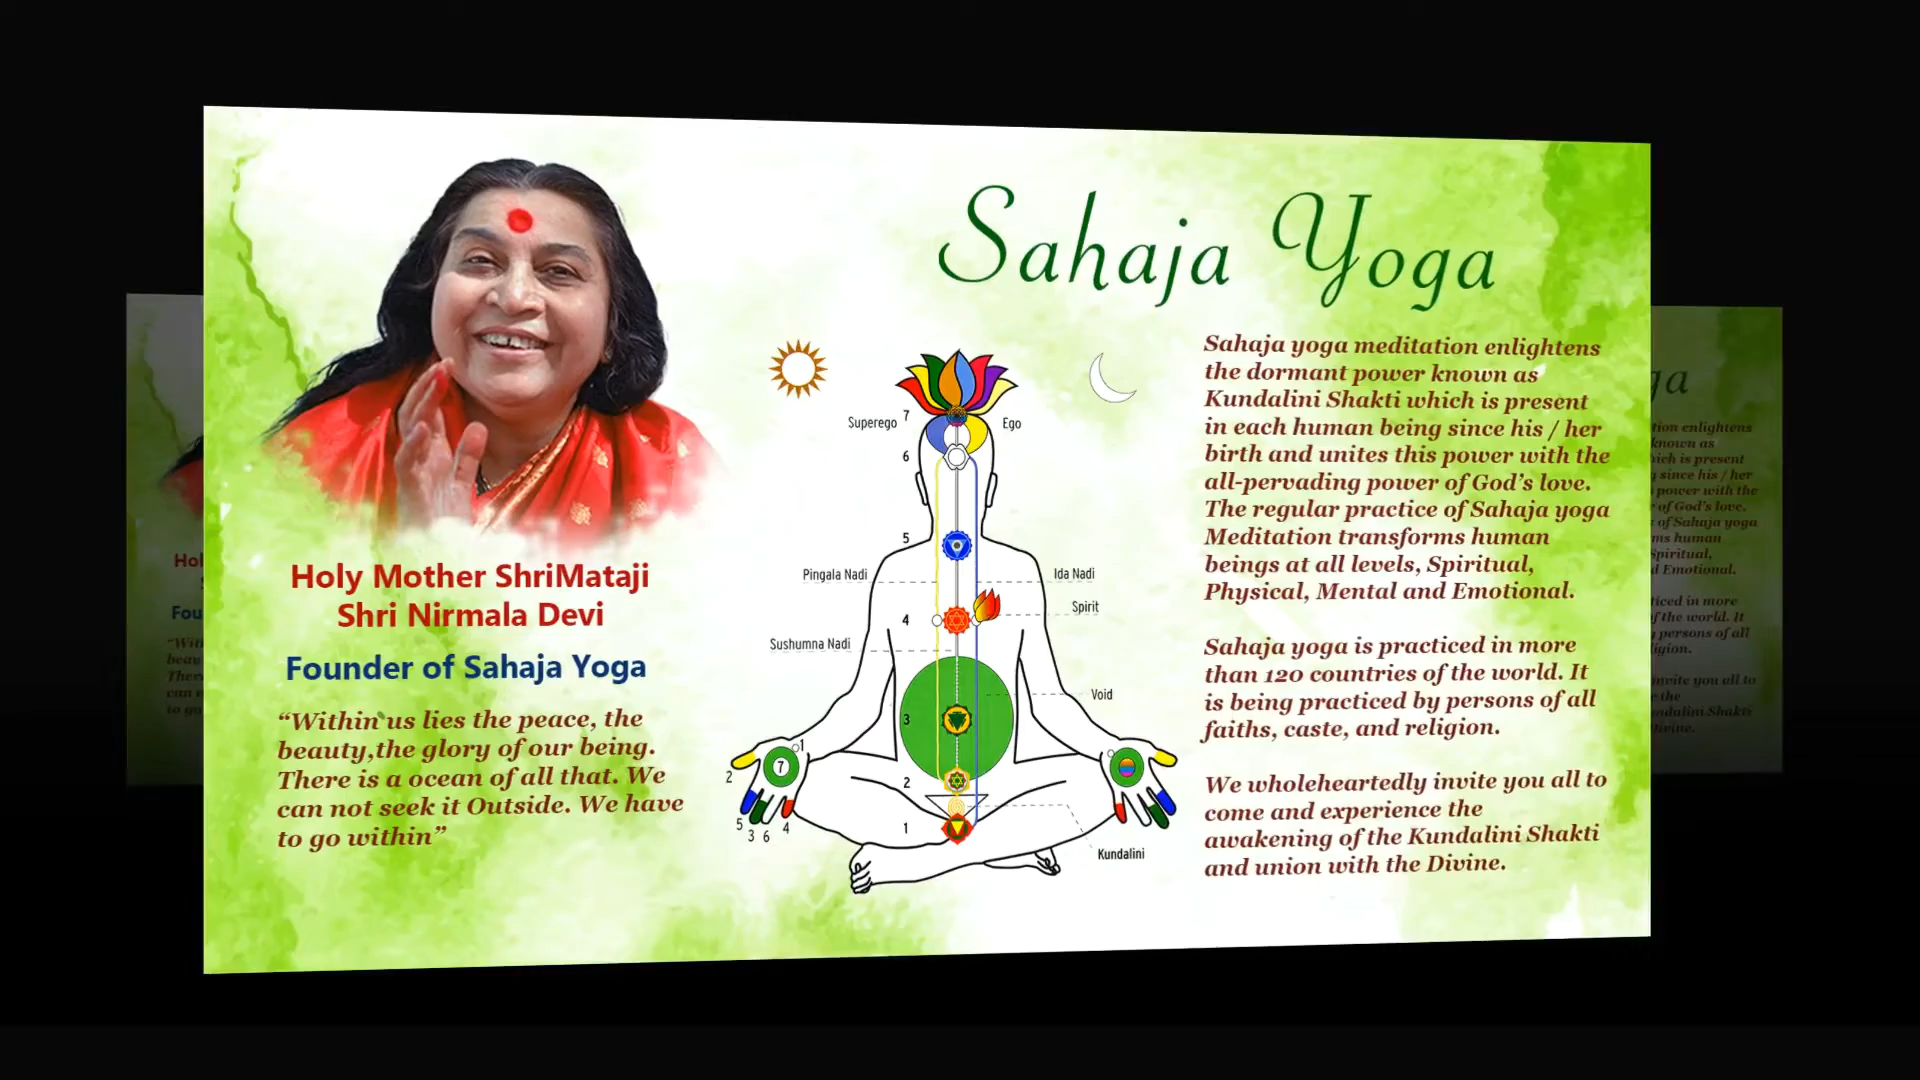 Sahaja Yoga
Holy Mother ShriMataji
Shri Nirmala Devi
Founder of Sahaja Yoga
“Within us lies the peace, the
beauty,the glory of our being.
There is a ocean of all that. We
can not seek it Outside. We have
to go within”
Superego
7
Ego
6
5
Pingala Nadi
Ida Nadi
Spirit
4
Sushumna Nadi
Void
3
1
7
2
2
5
3
6
4
1
Kundalini
Sahaja yoga meditation enlightens
the dormant power known as
Kundalini Shakti which is present
in each human being since his / her
birth and unites this power with the
all-pervading power of God’s love.
The regular practice of Sahaja yoga
Meditation transforms human
beings at all levels, Spiritual,
Physical, Mental and Emotional.
Sahaja yoga is practiced in more
than 120 countries of the world. It
is being practiced by persons of all
faiths, caste, and religion.
We wholeheartedly invite you all to
come and experience the
awakening of the Kundalini Shakti
and union with the Divine.